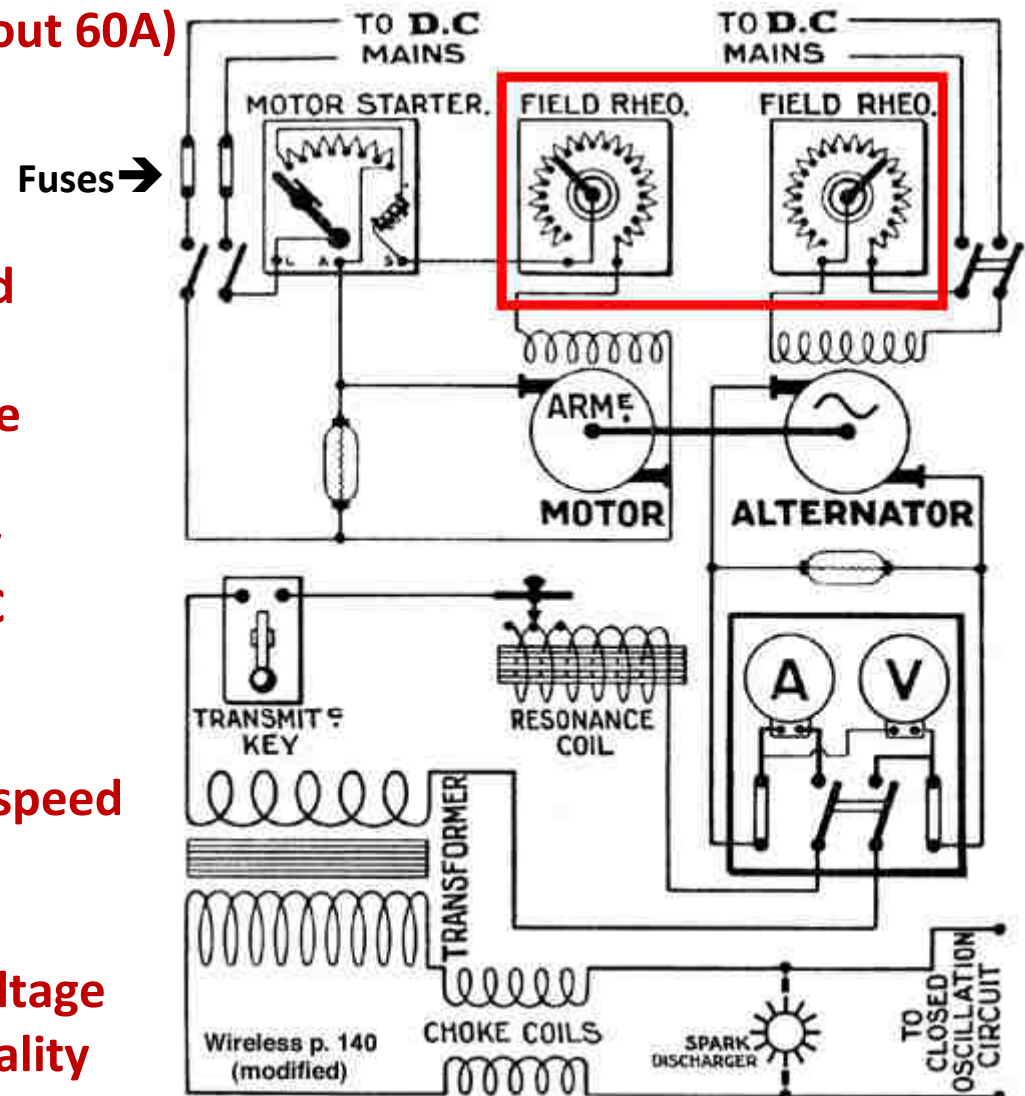 out 60A)
TO D.C
MAINS
TO D.C
MAINS
MOTOR STARTER.
FIELD RHEO.
FIELD RHEO.
Fuses➔
L A S
d
e
ARMᴱ.
MOTOR
ALTERNATOR
A
V
TRANSMITᴳ
KEY
RESONANCE
COIL
speed
TRANSFORMER
ltage
ality
CHOKE COILS
Wireless p. 140
(modified)
SPARK
DISCHARGER
TO
CLOSED
OSCILLATION
CIRCUIT